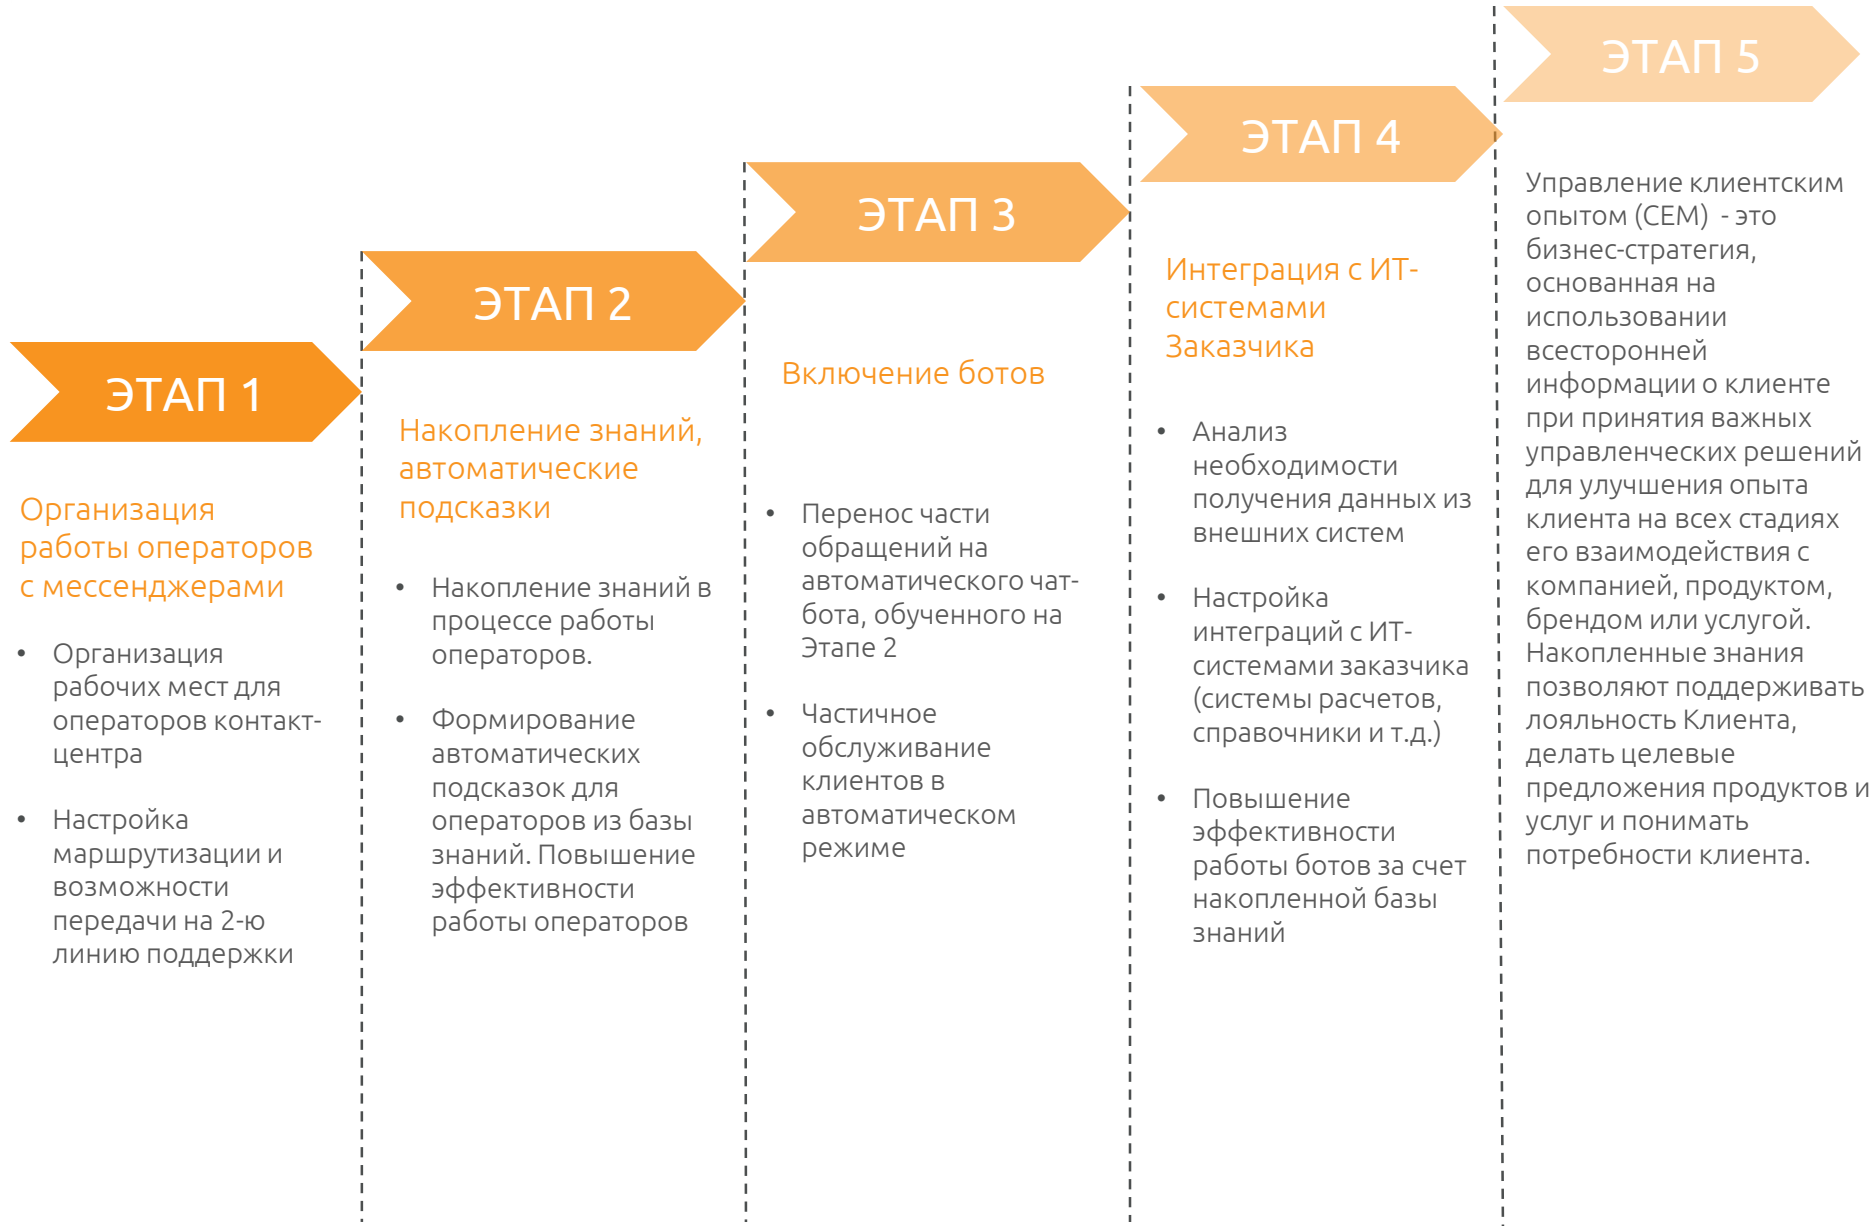 ЭТАП 1
Организация
работы операторов
с мессенджерами
• Организация
рабочих мест для
операторов контакт-
центра
• Настройка
маршрутизации и
возможности
передачи на 2-ю
линию поддержки
ЭТАП 2
Накопление знаний,
автоматические
подсказки
• Накопление знаний в
процессе работы
операторов.
• Формирование
автоматических
подсказок для
операторов из базы
знаний. Повышение
эффективности
работы операторов
ЭТАП 3
Включение ботов
• Перенос части
обращений на
автоматического чат-
бота, обученного на
Этапе 2
• Частичное
обслуживание
клиентов в
автоматическом
режиме
ЭТАП 4
Интеграция с ИТ-
системами
Заказчика
• Анализ
необходимости
получения данных из
внешних систем
• Настройка
интеграций с ИТ-
системами заказчика
(системы расчетов,
справочники и т.д.)
• Повышение
эффективности
работы ботов за счет
накопленной базы
знаний
ЭТАП 5
Управление клиентским
опытом (CEM)  - это
бизнес-стратегия,
основанная на
использовании
всесторонней
информации о клиенте
при принятия важных
управленческих решений
для улучшения опыта
клиента на всех стадиях
его взаимодействия с
компанией, продуктом,
брендом или услугой.
Накопленные знания
позволяют поддерживать
лояльность Клиента,
делать целевые
предложения продуктов и
услуг и понимать
потребности клиента.